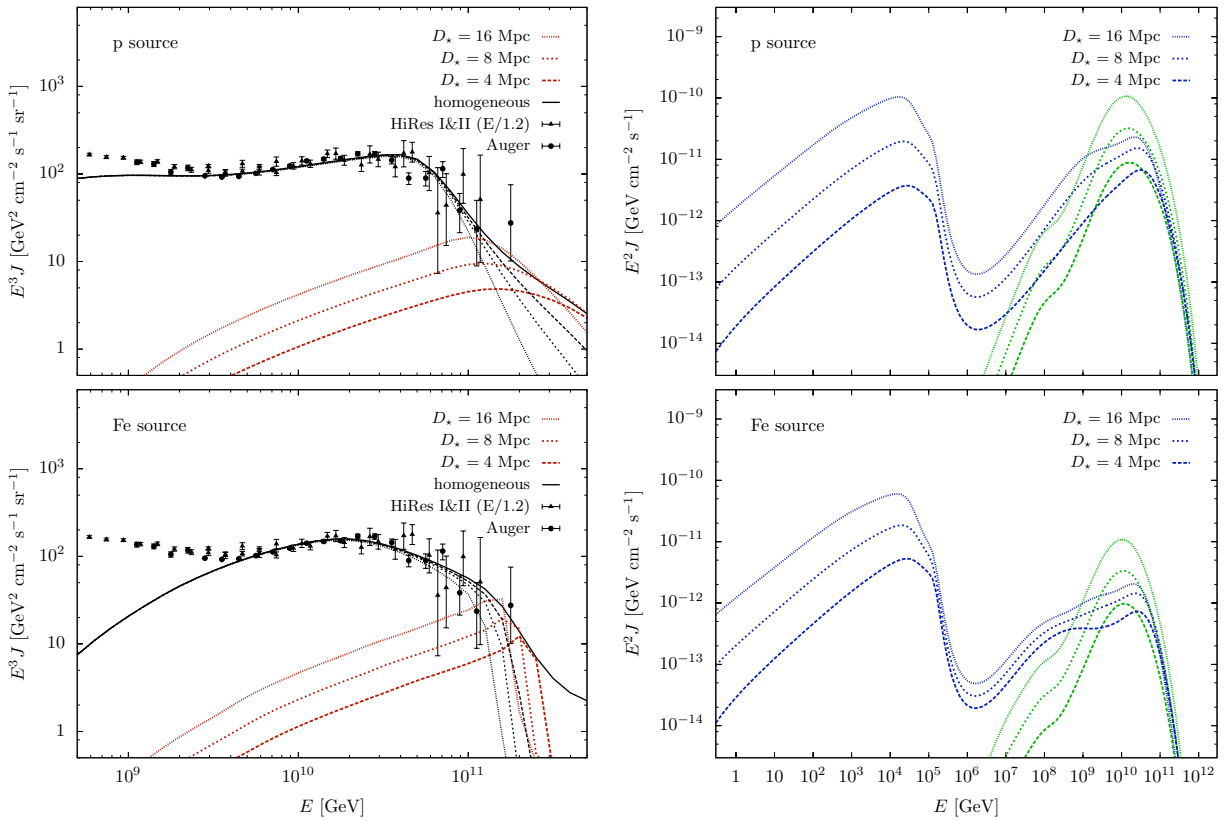 p source
D⋆ = 16 Mpc
D⋆ = 8 Mpc
D⋆ = 4 Mpc
homogeneous
HiRes I&II (E/1.2)
Auger
E³J [GeV² cm⁻² s⁻¹ sr⁻¹]
10³
10²
10
1
p source
D⋆ = 16 Mpc
D⋆ = 8 Mpc
D⋆ = 4 Mpc
E²J [GeV cm⁻² s⁻¹]
10⁻⁹
10⁻¹⁰
10⁻¹¹
10⁻¹²
10⁻¹³
10⁻¹⁴
Fe source
D⋆ = 16 Mpc
D⋆ = 8 Mpc
D⋆ = 4 Mpc
homogeneous
HiRes I&II (E/1.2)
Auger
E³J [GeV² cm⁻² s⁻¹ sr⁻¹]
10³
10²
10
1
10⁹ 10¹⁰ 10¹¹
E [GeV]
Fe source
D⋆ = 16 Mpc
D⋆ = 8 Mpc
D⋆ = 4 Mpc
E²J [GeV cm⁻² s⁻¹]
10⁻⁹
10⁻¹⁰
10⁻¹¹
10⁻¹²
10⁻¹³
10⁻¹⁴
1 10 10² 10³ 10⁴ 10⁵ 10⁶ 10⁷ 10⁸ 10⁹ 10¹⁰ 10¹¹ 10¹²
E [GeV]